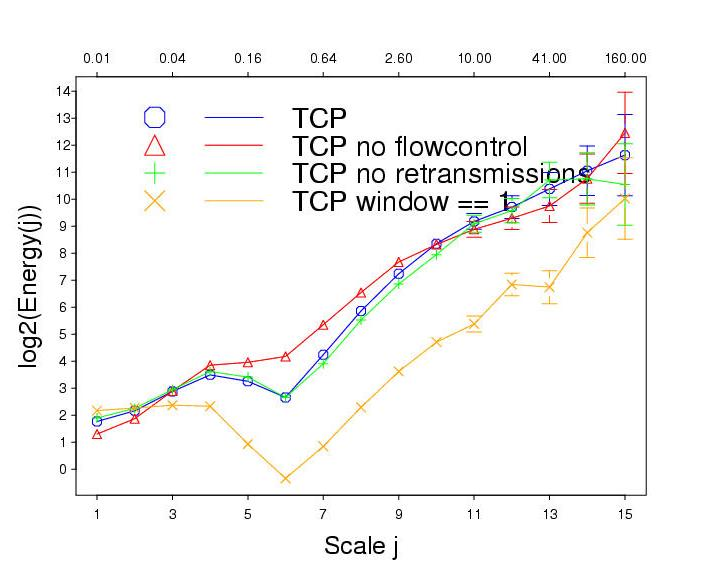 0.01 0.04 0.16 0.64 2.60 10.00 41.00 160.00
14
13
12
11
10
9
8
7
6
5
4
3
2
1
0
TCP
TCP no flowcontrol
TCP no retransmissions
TCP window == 1
log2(Energy(j))
1 3 5 7 9 11 13 15
Scale j